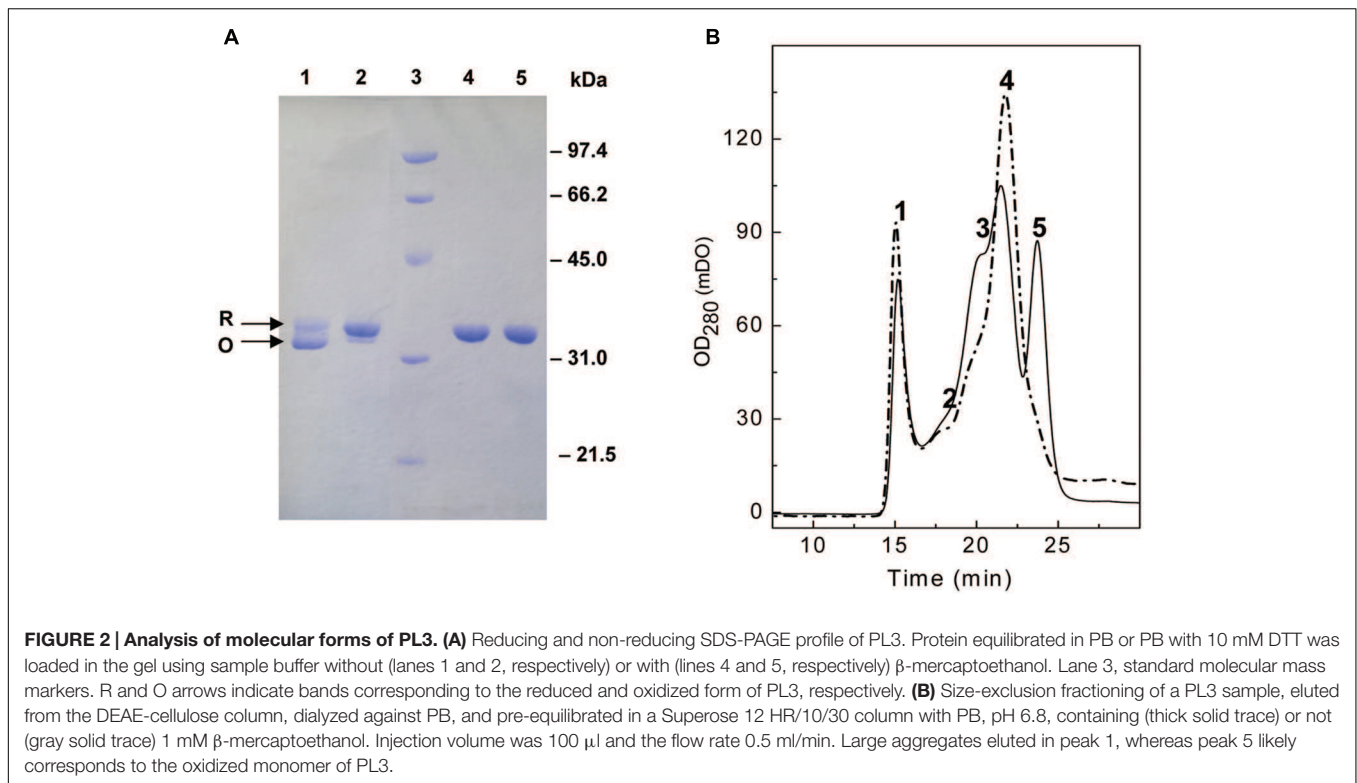 A
1 2 3 4 5 kDa
– 97.4
– 66.2
– 45.0
R
O
– 31.0
– 21.5
B
OD280 (mDO)
120
90
60
30
0
1
2
3
4
5
10 15 20 25
Time (min)
FIGURE 2 | Analysis of molecular forms of PL3. (A) Reducing and non-reducing SDS-PAGE profile of PL3. Protein equilibrated in PB or PB with 10 mM DTT was
loaded in the gel using sample buffer without (lanes 1 and 2, respectively) or with (lines 4 and 5, respectively) β-mercaptoethanol. Lane 3, standard molecular mass
markers. R and O arrows indicate bands corresponding to the reduced and oxidized form of PL3, respectively. (B) Size-exclusion fractioning of a PL3 sample, eluted
from the DEAE-cellulose column, dialyzed against PB, and pre-equilibrated in a Superose 12 HR/10/30 column with PB, pH 6.8, containing (thick solid trace) or not
(gray solid trace) 1 mM β-mercaptoethanol. Injection volume was 100 μl and the flow rate 0.5 ml/min. Large aggregates eluted in peak 1, whereas peak 5 likely
corresponds to the oxidized monomer of PL3.